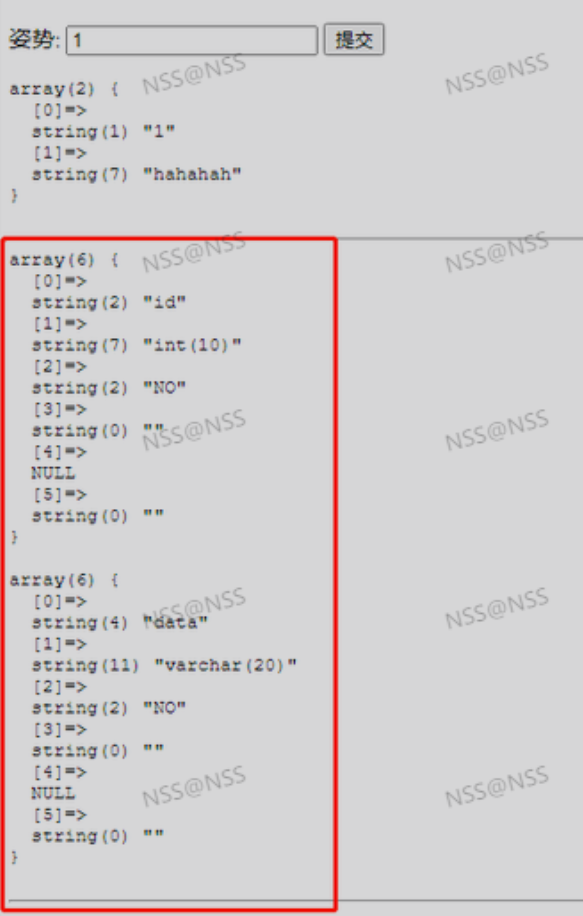 姿势: 1 提交
array(2) {
  [0]=>
  string(1) "1"
  [1]=>
  string(7) "hahahah"
}
array(6) {
  [0]=>
  string(2) "id"
  [1]=>
  string(7) "int(10)"
  [2]=>
  string(2) "NO"
  [3]=>
  string(0) ""
  [4]=>
  NULL
  [5]=>
  string(0) ""
}
array(6) {
  [0]=>
  string(4) "data"
  [1]=>
  string(11) "varchar(20)"
  [2]=>
  string(2) "NO"
  [3]=>
  string(0) ""
  [4]=>
  NULL
  [5]=>
  string(0) ""
}
NSS@NSS
NSS@NSS
NSS@NSS
NSS@NSS
NSS@NSS
NSS@NSS
NSS@NSS
NSS@NSS
NSS@NSS
NSS@NSS